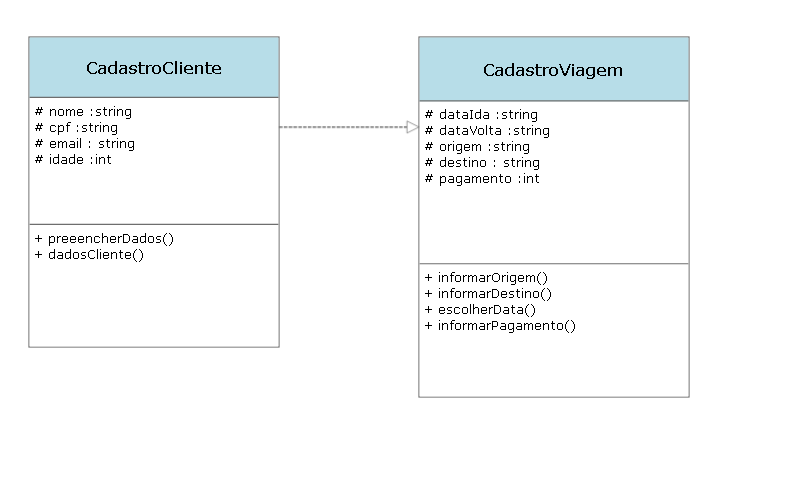 CadastroCliente
# nome :string
# cpf :string
# email : string
# idade :int
+ preeencherDados()
+ dadosCliente()
CadastroViagem
# dataIda :string
# dataVolta :string
# origem :string
# destino : string
# pagamento :int
+ informarOrigem()
+ informarDestino()
+ escolherData()
+ informarPagamento()